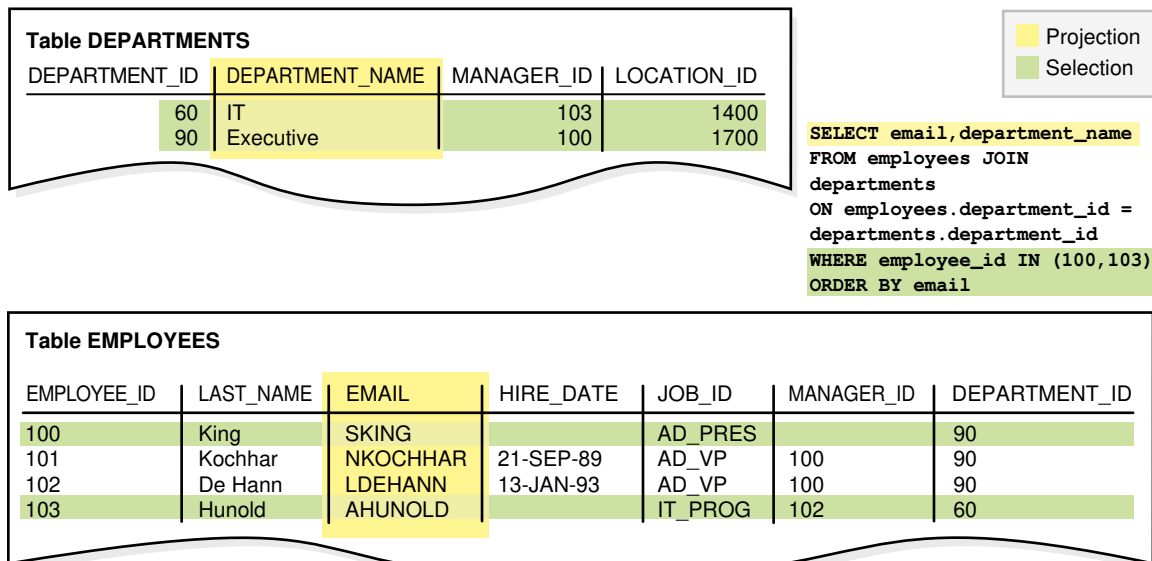 Table DEPARTMENTS
DEPARTMENT_ID DEPARTMENT_NAME MANAGER_ID LOCATION_ID
60 IT 103 1400
90 Executive 100 1700
Projection
Selection
SELECT email,department_name
FROM employees JOIN
departments
ON employees.department_id =
departments.department_id
WHERE employee_id IN (100,103)
ORDER BY email
Table EMPLOYEES
EMPLOYEE_ID LAST_NAME EMAIL HIRE_DATE JOB_ID MANAGER_ID DEPARTMENT_ID
100 King SKING AD_PRES 90
101 Kochhar NKOCHHAR 21-SEP-89 AD_VP 100 90
102 De Hann LDEHANN 13-JAN-93 AD_VP 100 90
103 Hunold AHUNOLD IT_PROG 102 60